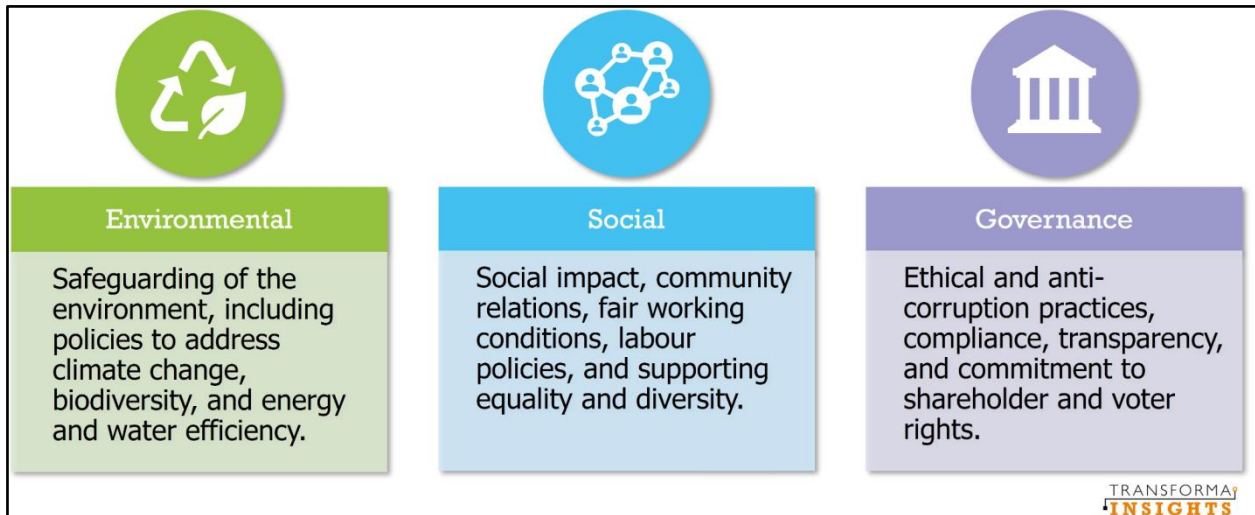 Environmental
Safeguarding of the
environment, including
policies to address
climate change,
biodiversity, and energy
and water efficiency.
Social
Social impact, community
relations, fair working
conditions, labour
policies, and supporting
equality and diversity.
Governance
Ethical and anti-
corruption practices,
compliance, transparency,
and commitment to
shareholder and voter
rights.
TRANSFORMA
INSIGHTS